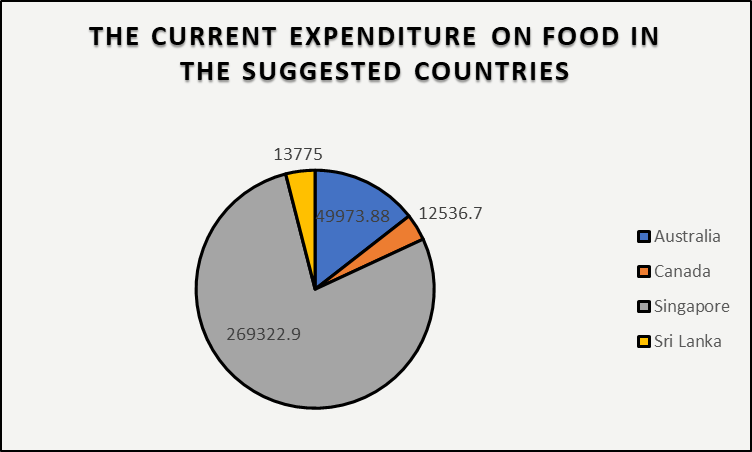 THE CURRENT EXPENDITURE ON FOOD IN
THE SUGGESTED COUNTRIES
13775
49973.88
12536.7
269322.9
Australia
Canada
Singapore
Sri Lanka